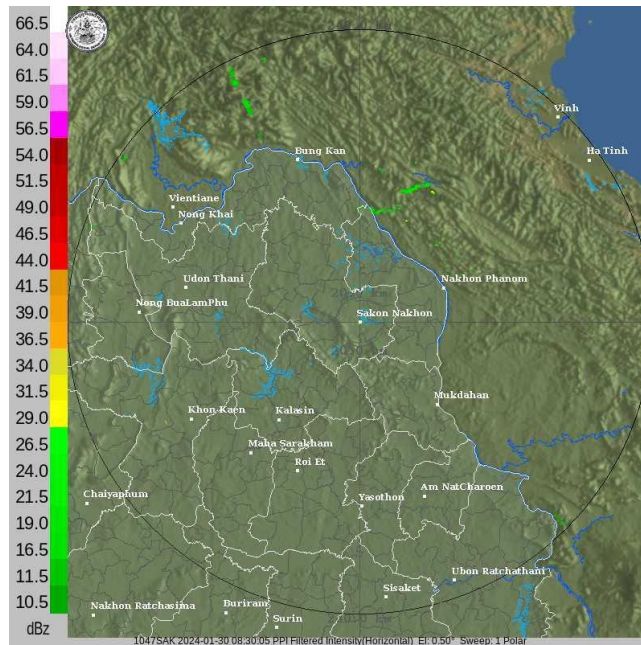 66.5
64.0
61.5
59.0
56.5
54.0
51.5
49.0
46.5
44.0
41.5
39.0
36.5
34.0
31.5
29.0
26.5
24.0
21.5
19.0
16.5
11.5
10.5
dBz
Vinh
Ha Tinh
Bung Kan
Vientiane
Nong Khai
Udon Thani
Nakhon Phanom
Nong BuaLamPhu
Sakon Nakhon
Mukdahan
Khon Kaen
Kalasin
Maha Sarakham
Roi Et
Chaiyaphum
Yasothon
Am NatCharoen
Ubon Ratchathani
Sisaket
Nakhon Ratchasima
Buriram
Surin
1047SAK 2024-01-30 08:30:05 PPI Filtered Intensity(Horizontal) El: 0.50° Sweep: 1 Polar